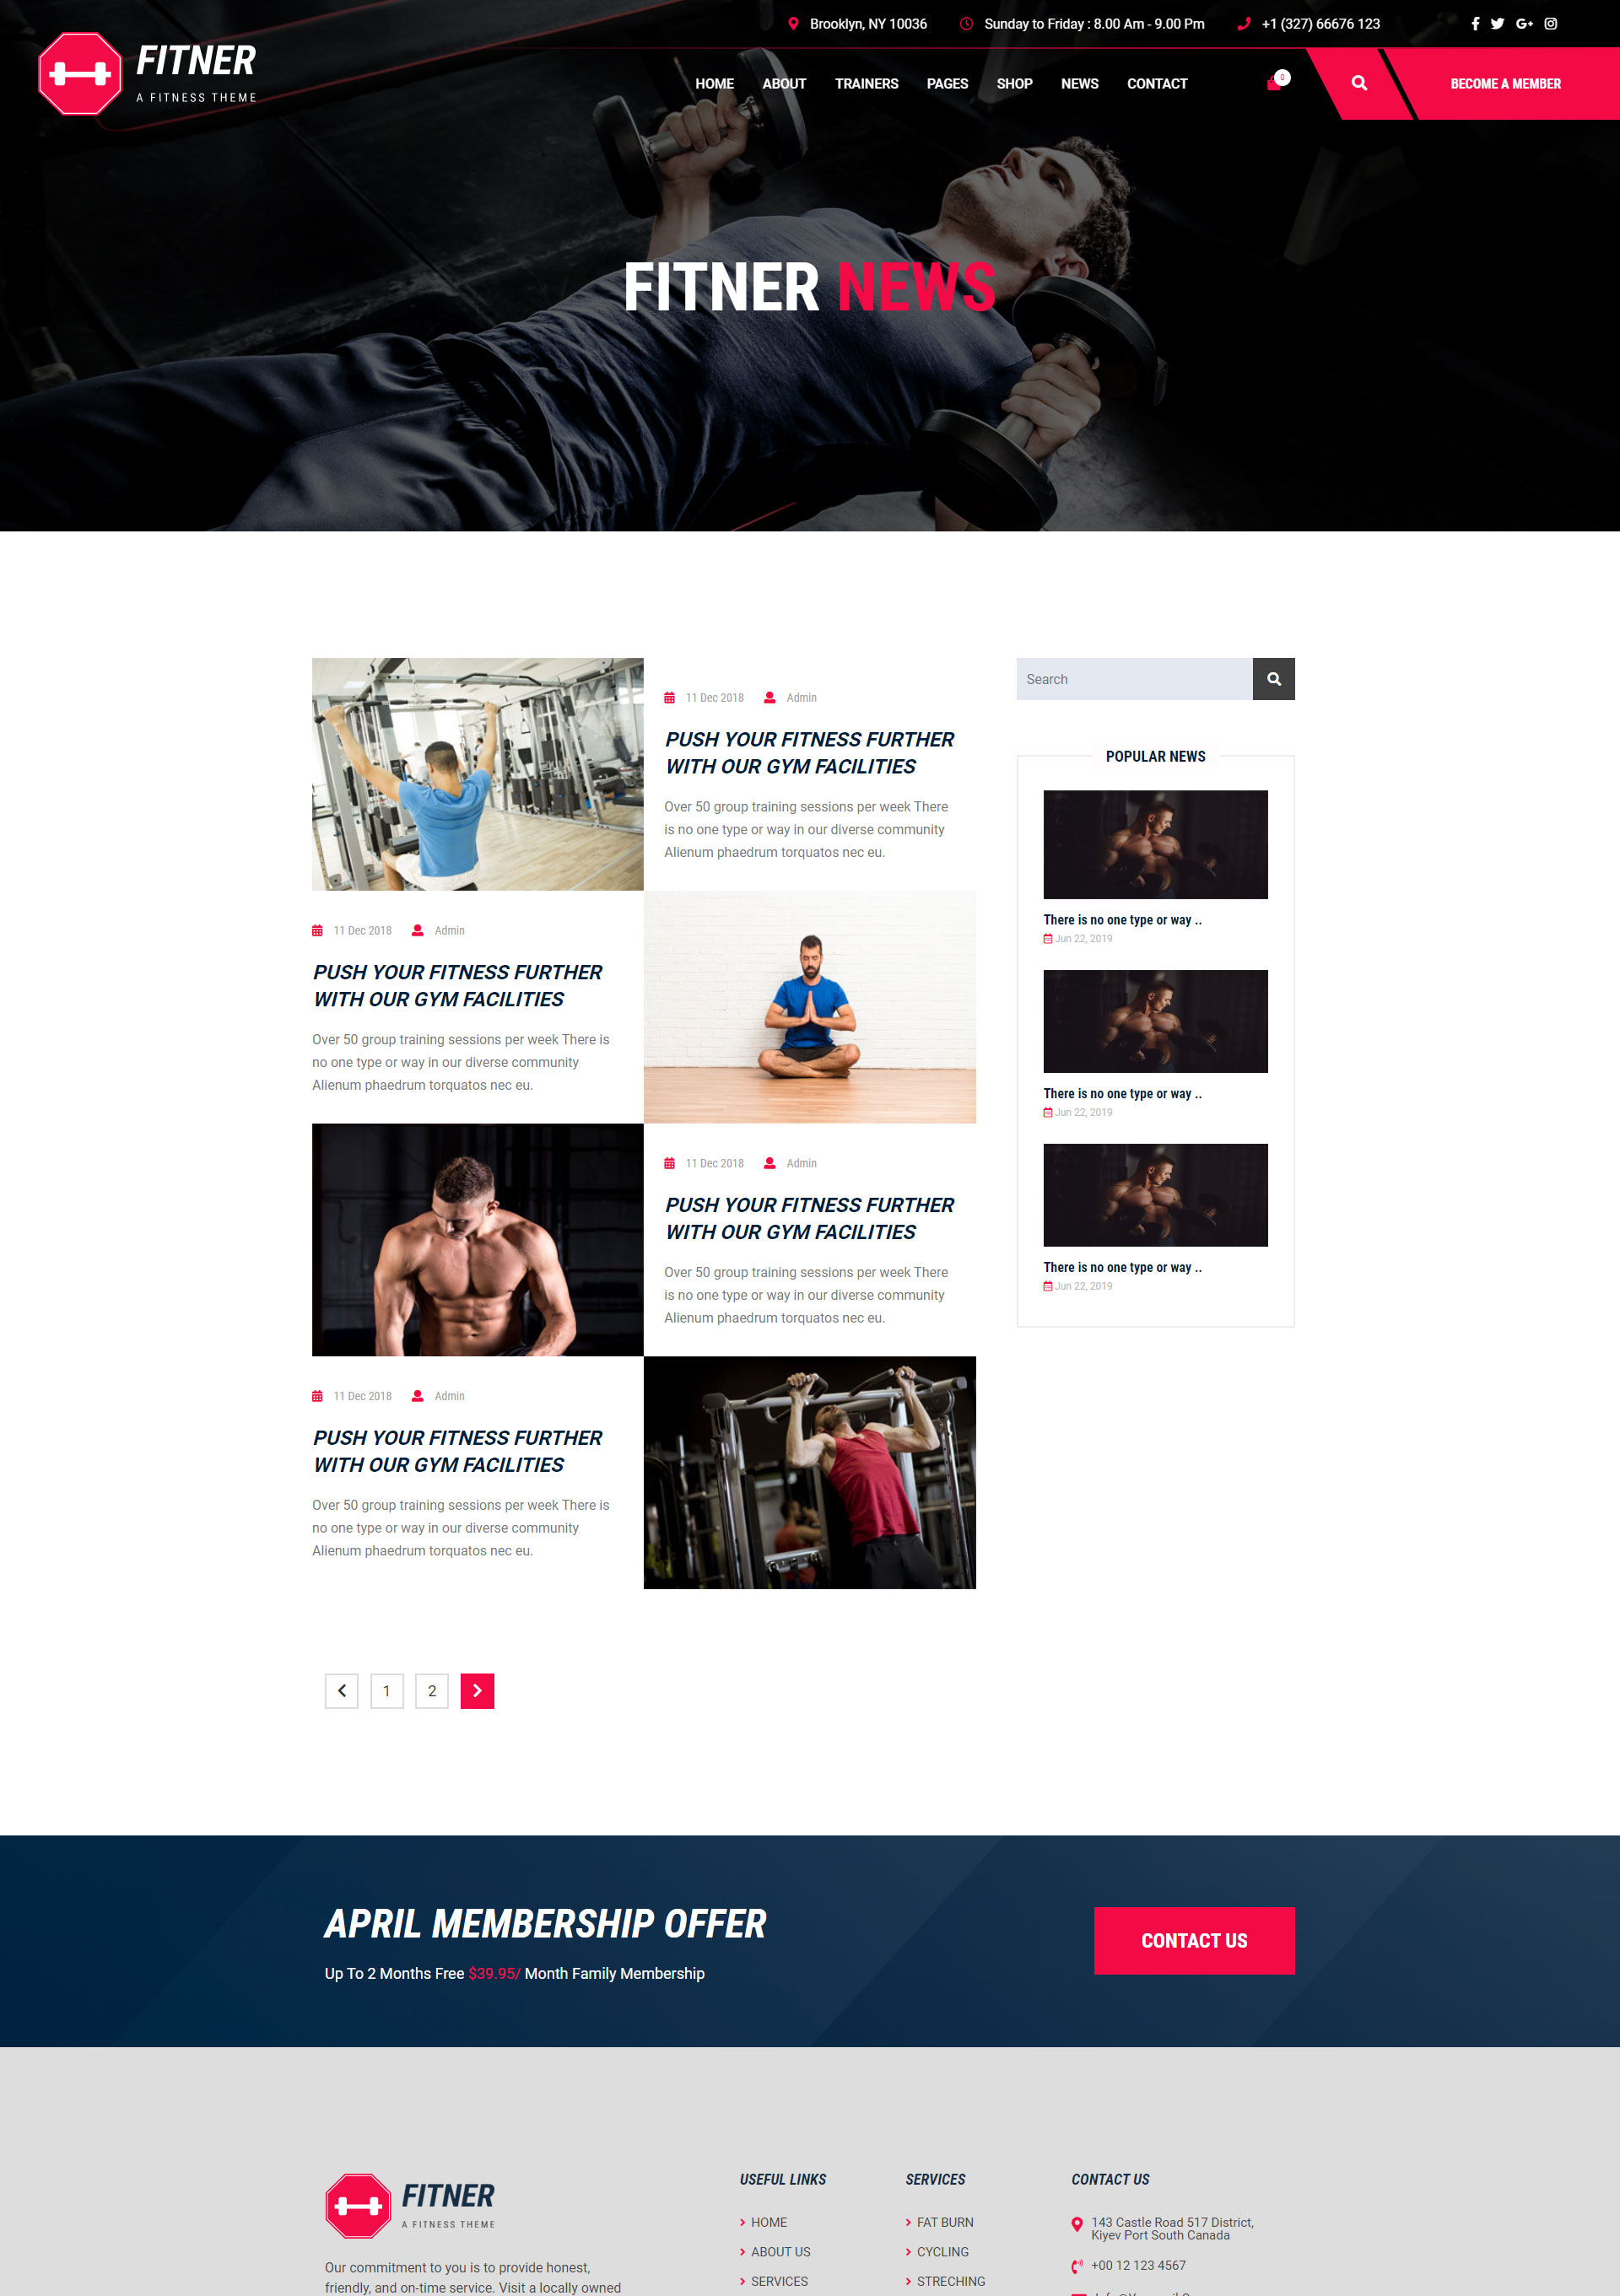 Brooklyn, NY 10036 Sunday to Friday : 8.00 Am - 9.00 Pm +1 (327) 66676 123
FITNER
A FITNESS THEME
HOME ABOUT TRAINERS PAGES SHOP NEWS CONTACT 0 BECOME A MEMBER
FITNER NEWS
11 Dec 2018 Admin
PUSH YOUR FITNESS FURTHER
WITH OUR GYM FACILITIES
Over 50 group training sessions per week There
is no one type or way in our diverse community
Alienum phaedrum torquatos nec eu.
11 Dec 2018 Admin
PUSH YOUR FITNESS FURTHER
WITH OUR GYM FACILITIES
Over 50 group training sessions per week There is
no one type or way in our diverse community
Alienum phaedrum torquatos nec eu.
11 Dec 2018 Admin
PUSH YOUR FITNESS FURTHER
WITH OUR GYM FACILITIES
Over 50 group training sessions per week There
is no one type or way in our diverse community
Alienum phaedrum torquatos nec eu.
11 Dec 2018 Admin
PUSH YOUR FITNESS FURTHER
WITH OUR GYM FACILITIES
Over 50 group training sessions per week There is
no one type or way in our diverse community
Alienum phaedrum torquatos nec eu.
1 2
Search
POPULAR NEWS
There is no one type or way ..
Jun 22, 2019
There is no one type or way ..
Jun 22, 2019
There is no one type or way ..
Jun 22, 2019
APRIL MEMBERSHIP OFFER
Up To 2 Months Free $39.95/ Month Family Membership
CONTACT US
FITNER
A FITNESS THEME
Our commitment to you is to provide honest,
friendly, and on-time service. Visit a locally owned
USEFUL LINKS
HOME
ABOUT US
SERVICES
SERVICES
FAT BURN
CYCLING
STRECHING
CONTACT US
143 Castle Road 517 District,
Kiyev Port South Canada
+00 12 123 4567